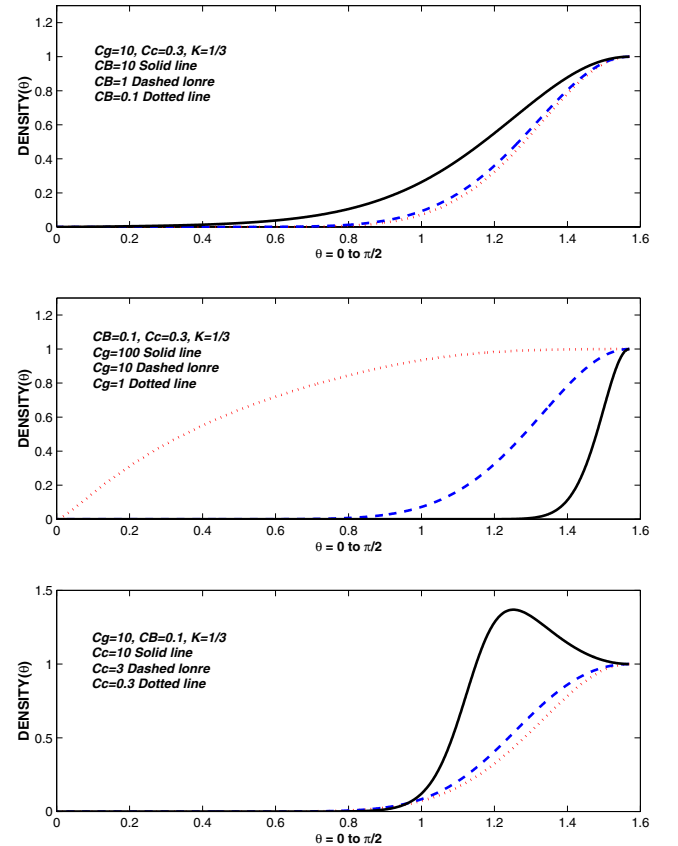 1.2
1
0.8
0.6
0.4
0.2
0
DENSITY(θ)
Cg=10, Cc=0.3, K=1/3
CB=10 Solid line
CB=1 Dashed lonre
CB=0.1 Dotted line
0 0.2 0.4 0.6 0.8 1 1.2 1.4 1.6
θ = 0 to π/2
1.2
1
0.8
0.6
0.4
0.2
0
DENSITY(θ)
CB=0.1, Cc=0.3, K=1/3
Cg=100 Solid line
Cg=10 Dashed lonre
Cg=1 Dotted line
0 0.2 0.4 0.6 0.8 1 1.2 1.4 1.6
θ = 0 to π/2
1.5
1
0.5
0
DENSITY(θ)
Cg=10, CB=0.1, K=1/3
Cc=10 Solid line
Cc=3 Dashed lonre
Cc=0.3 Dotted line
0 0.2 0.4 0.6 0.8 1 1.2 1.4 1.6
θ = 0 to π/2